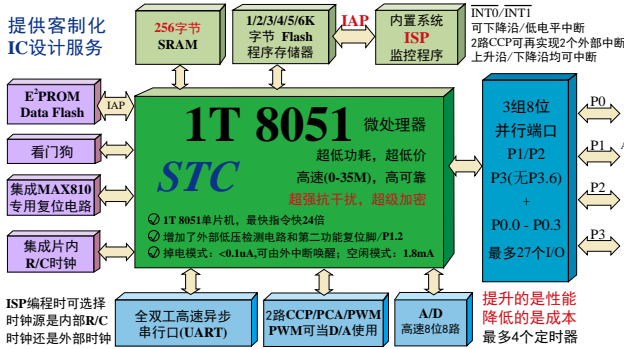 提供客制化
IC设计服务
256字节
SRAM
1/2/3/4/5/6K
字节 Flash
程序存储器
IAP
内置系统
ISP
监控程序
INT0/INT1
可下降沿/低电平中断
2路CCP可再实现2个外部中断
上升沿/下降沿均可中断
E²PROM
Data Flash
IAP
看门狗
集成MAX810
专用复位电路
集成片内
R/C时钟
1T 8051 微处理器
STC
超低功耗，超低价
高速(0-35M)，高可靠
超强抗干扰，超级加密
1T 8051单片机，最快指令快24倍
增加了外部低压检测电路和第二功能复位脚/P1.2
掉电模式：<0.1uA,可由外中断唤醒；空闲模式：1.8mA
3组8位
并行端口
P1/P2
P3(无P3.6)
+
P0.0 - P0.3
最多27个I/O
P0
P1
P2
P3
ISP编程时可选择
时钟源是内部R/C
时钟还是外部时钟
全双工高速异步
串行口(UART)
2路CCP/PCA/PWM
PWM可当D/A使用
A/D
高速8位8路
提升的是性能
降低的是成本
最多4个定时器